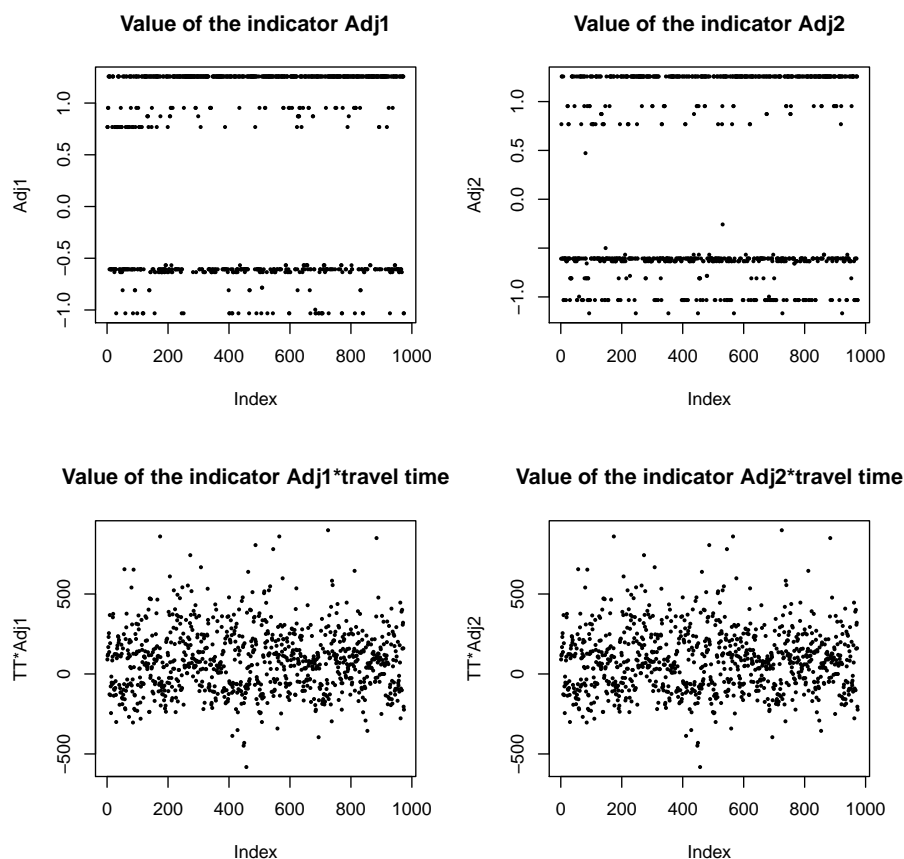 Value of the indicator Adj1
Adj1
1.0
0.5
0.0
−0.5
−1.0
0 200 400 600 800 1000
Index
Value of the indicator Adj2
Adj2
1.0
0.5
0.0
−1.0
0 200 400 600 800 1000
Index
Value of the indicator Adj1*travel time
TT*Adj1
500
0
−500
0 200 400 600 800 1000
Index
Value of the indicator Adj2*travel time
TT*Adj2
500
0
−500
0 200 400 600 800 1000
Index